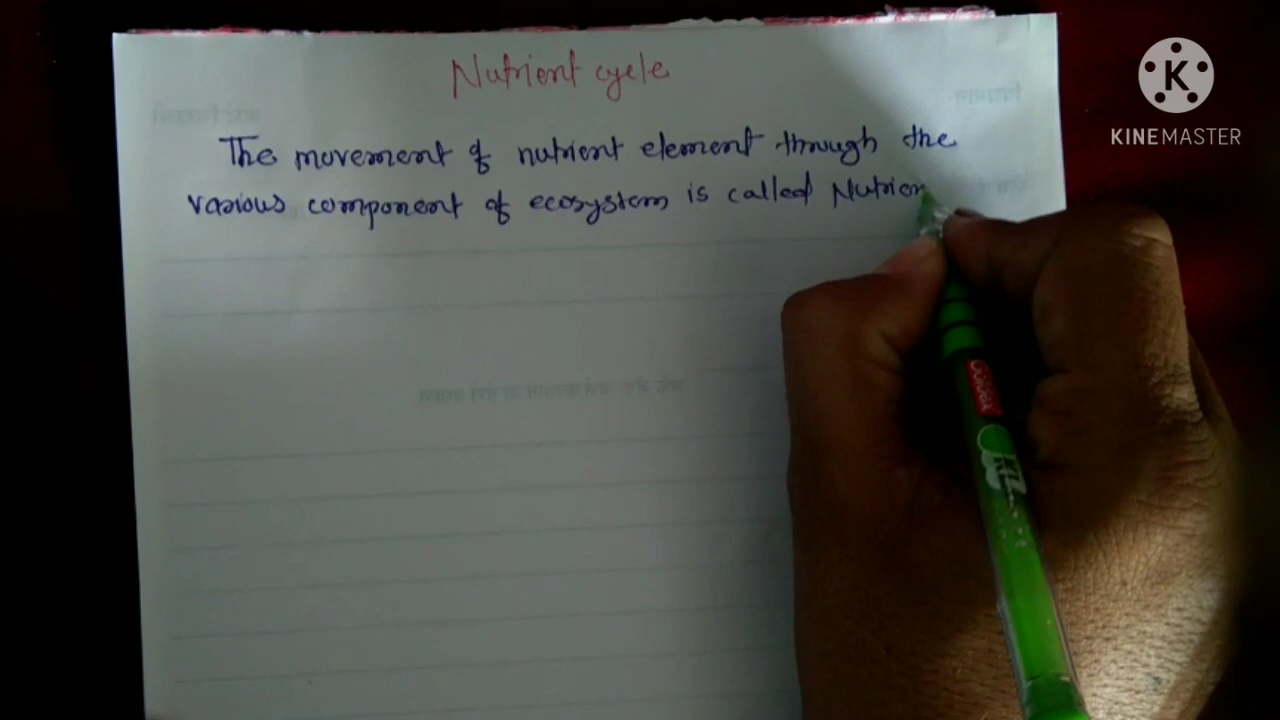 Nutrient cycle
The movement of nutrient element through the
various component of ecosystem is called Nutrien
K
KINEMASTER